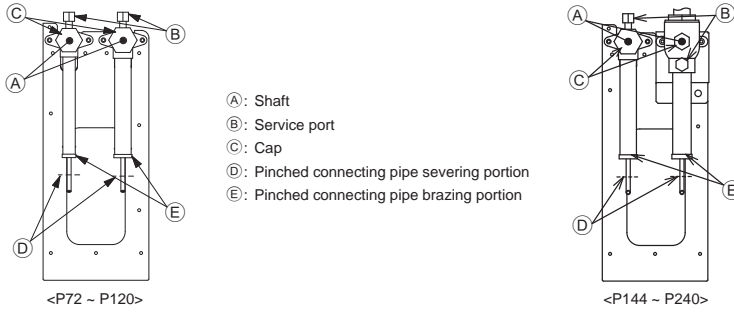 C
B
A
<P72 ~ P120>
D
E
Ⓐ: Shaft
Ⓑ: Service port
Ⓒ: Cap
Ⓓ: Pinched connecting pipe severing portion
Ⓔ: Pinched connecting pipe brazing portion
A
B
C
E
D
<P144 ~ P240>